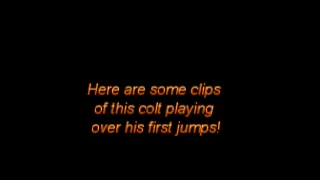 Here are some clips
of this colt playing
over his first jumps!